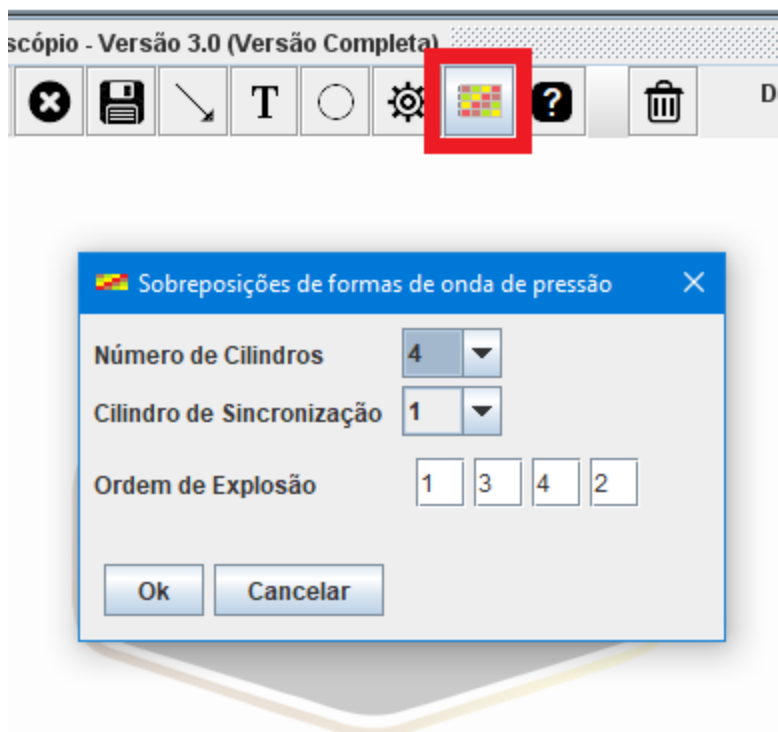 scópio - Versão 3.0 (Versão Completa)
T
?
D
Sobreposições de formas de onda de pressão
Número de Cilindros 4
Cilindro de Sincronização 1
Ordem de Explosão 1 3 4 2
Ok Cancelar